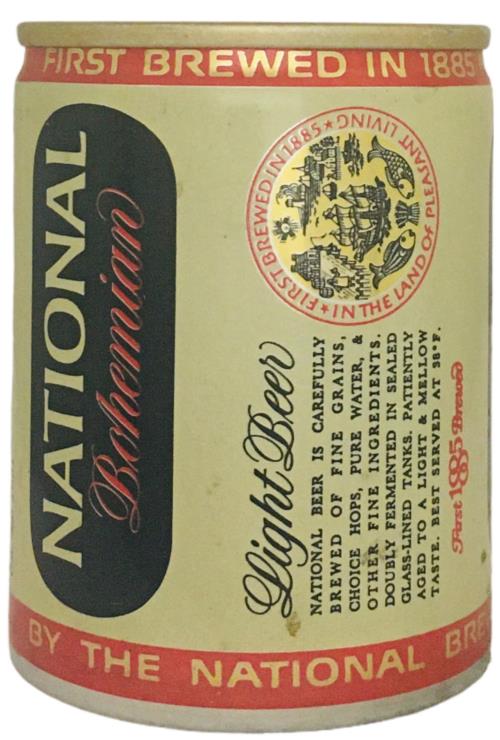 FIRST BREWED IN 1885
NATIONAL
Bohemian
FIRST BREWED IN 1885 ★ IN THE LAND OF PLEASANT LIVING ★
Light Beer
NATIONAL BEER IS CAREFULLY
BREWED OF FINE GRAINS,
CHOICE HOPS, PURE WATER, &
OTHER FINE INGREDIENTS.
DOUBLY FERMENTED IN SEALED
GLASS-LINED TANKS. PATIENTLY
AGED TO A LIGHT & MELLOW
TASTE. BEST SERVED AT 38°F.
First 1885 Brewed
BY THE NATIONAL